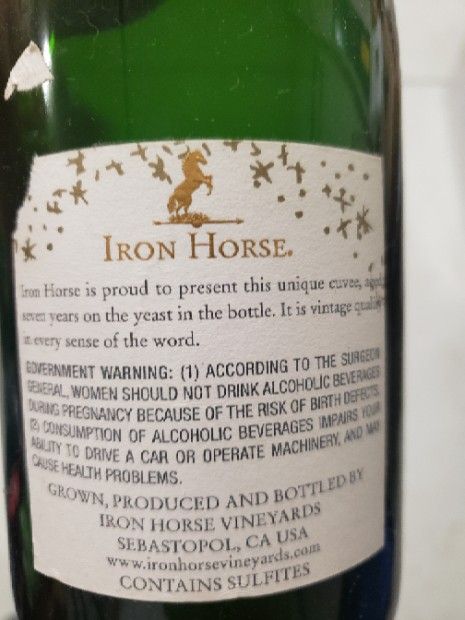 IRON HORSE.
Iron Horse is proud to present this unique cuvee, aged
seven years on the yeast in the bottle. It is vintage quality
in every sense of the word.
GOVERNMENT WARNING: (1) ACCORDING TO THE SURGEON
GENERAL, WOMEN SHOULD NOT DRINK ALCOHOLIC BEVERAGES
DURING PREGNANCY BECAUSE OF THE RISK OF BIRTH DEFECTS.
(2) CONSUMPTION OF ALCOHOLIC BEVERAGES IMPAIRS YOUR
ABILITY TO DRIVE A CAR OR OPERATE MACHINERY, AND MAY
CAUSE HEALTH PROBLEMS.
GROWN, PRODUCED AND BOTTLED BY
IRON HORSE VINEYARDS
SEBASTOPOL, CA USA
www.ironhorsevineyards.com
CONTAINS SULFITES